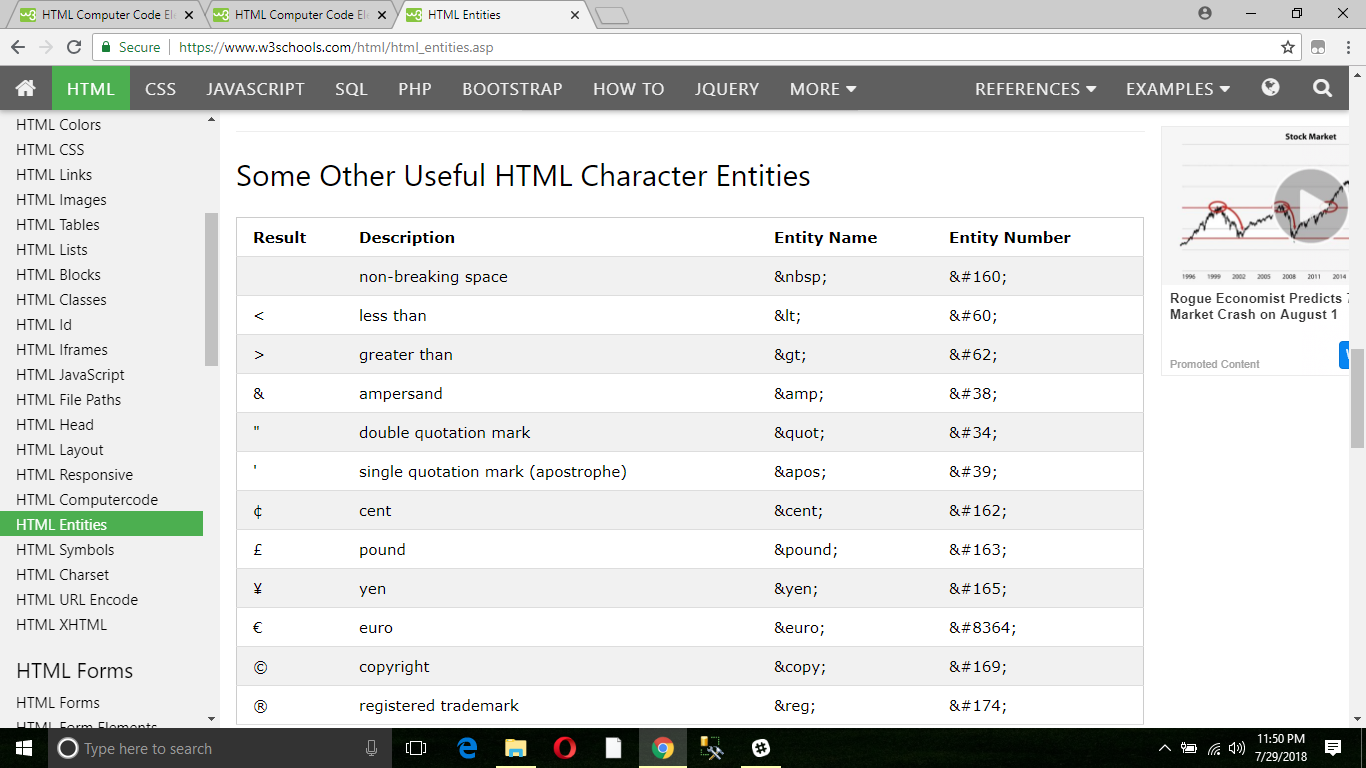 HTML Computer Code El
HTML Computer Code El
HTML Entities
Secure
https://www.w3schools.com/html/html_entities.asp
HTML CSS JAVASCRIPT SQL PHP BOOTSTRAP HOW TO JQUERY MORE REFERENCES EXAMPLES
HTML Colors
HTML CSS
HTML Links
HTML Images
HTML Tables
HTML Lists
HTML Blocks
HTML Classes
HTML Id
HTML Iframes
HTML JavaScript
HTML File Paths
HTML Head
HTML Layout
HTML Responsive
HTML Computercode
HTML Entities
HTML Symbols
HTML Charset
HTML URL Encode
HTML XHTML
HTML Forms
HTML Forms
HTML Form Elements
Some Other Useful HTML Character Entities
Result Description Entity Name Entity Number
non-breaking space &nbsp; &#160;
< less than &lt; &#60;
> greater than &gt; &#62;
& ampersand &amp; &#38;
" double quotation mark &quot; &#34;
' single quotation mark (apostrophe) &apos; &#39;
¢ cent &cent; &#162;
£ pound &pound; &#163;
¥ yen &yen; &#165;
€ euro &euro; &#8364;
© copyright &copy; &#169;
® registered trademark &reg; &#174;
Stock Market
1996 1999 2002 2005 2008 2011 2014
Rogue Economist Predicts 7
Market Crash on August 1
Promoted Content
Type here to search
11:50 PM
7/29/2018